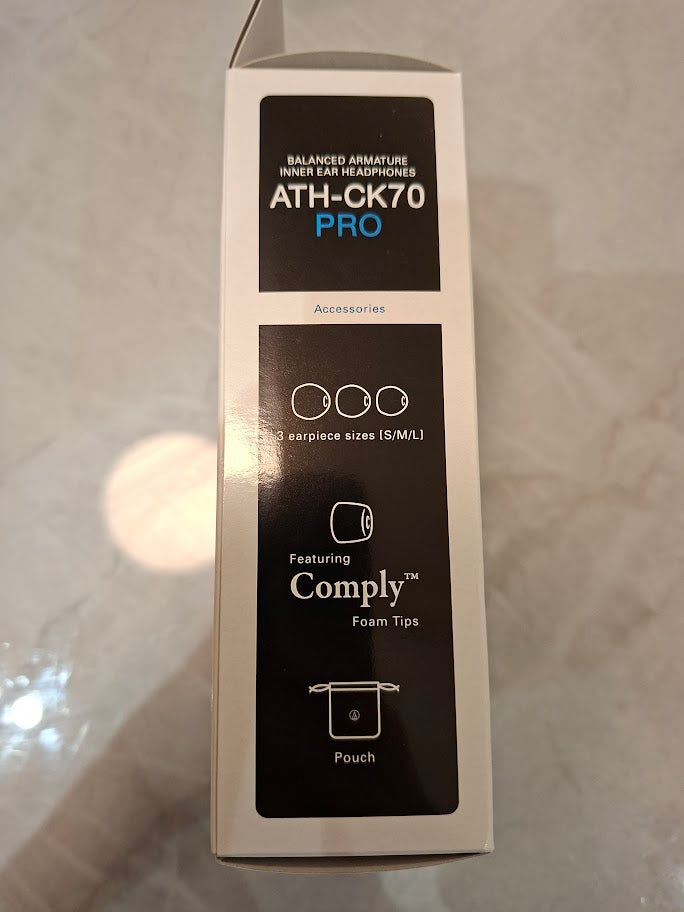 BALANCED ARMATURE
INNER EAR HEADPHONES
ATH-CK70
PRO
Accessories
3 earpiece sizes [S/M/L]
Featuring
Comply™
Foam Tips
Pouch